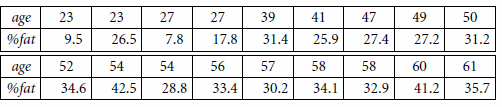 age 23 23 27 27 39 41 47 49 50
%fat 9.5 26.5 7.8 17.8 31.4 25.9 27.4 27.2 31.2
age 52 54 54 56 57 58 58 60 61
%fat 34.6 42.5 28.8 33.4 30.2 34.1 32.9 41.2 35.7